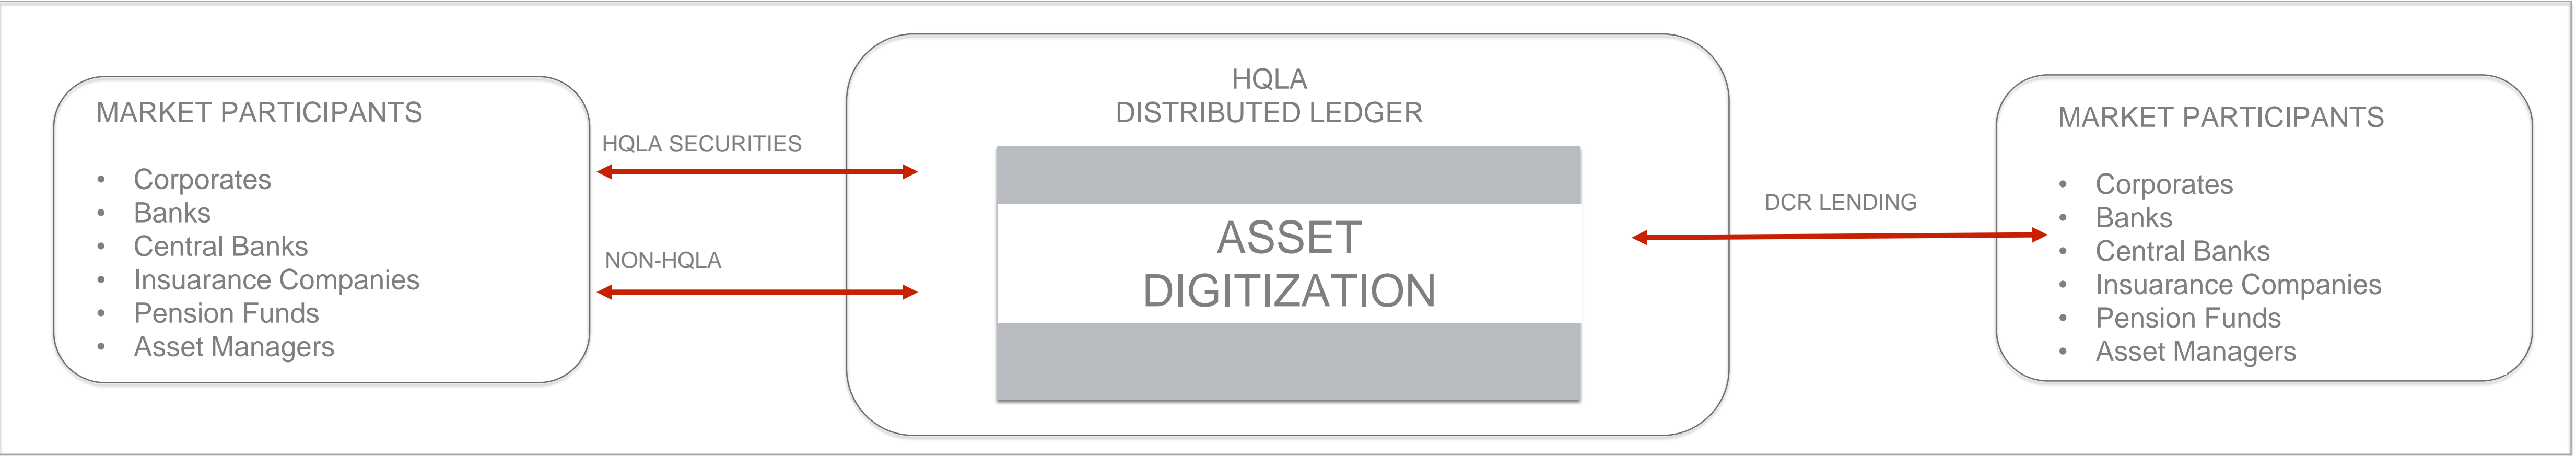 MARKET PARTICIPANTS
• Corporates
• Banks
• Central Banks
• Insuarance Companies
• Pension Funds
• Asset Managers
HQLA SECURITIES
NON-HQLA
HQLA
DISTRIBUTED LEDGER
ASSET
DIGITIZATION
DCR LENDING
MARKET PARTICIPANTS
• Corporates
• Banks
• Central Banks
• Insuarance Companies
• Pension Funds
• Asset Managers